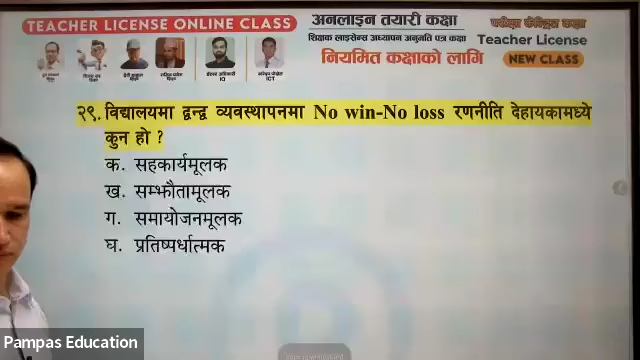 TEACHER LICENSE ONLINE CLASS
अनलाइन तयारी कक्षा
शिक्षक लाइसेन्स अध्यापन अनुमति पत्र कक्षा
नियमित कक्षाको लागि
Teacher License
NEW CLASS
२९. विद्यालयमा द्वन्द्व व्यवस्थापनमा No win-No loss रणनीति देहायकामध्ये
कुन हो ?
क. सहकार्यमूलक
ख. सम्झौतामूलक
ग. समायोजनमूलक
घ. प्रतिष्पर्धात्मक
Pampas Education